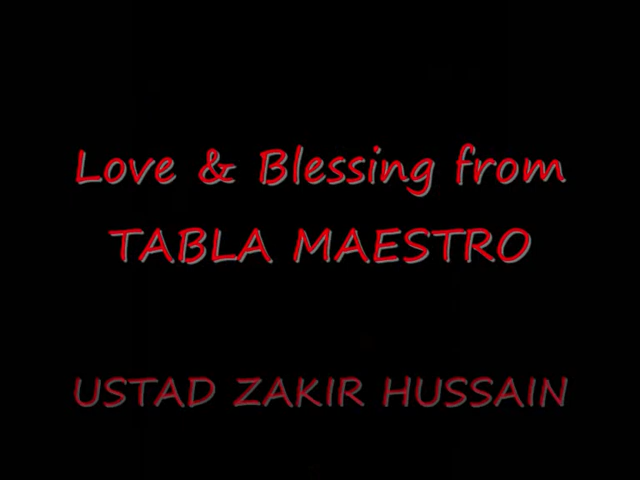 Love & Blessing from
TABLA MAESTRO
USTAD ZAKIR HUSSAIN